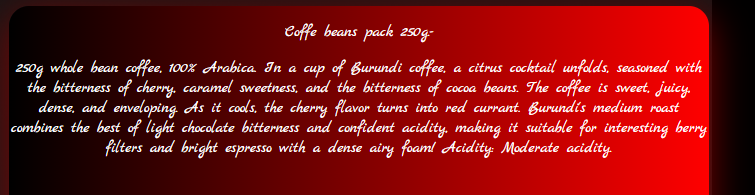 Coffe beans pack 250g-
250g whole bean coffee, 100% Arabica. In a cup of Burundi coffee, a citrus cocktail unfolds, seasoned with
the bitterness of cherry, caramel sweetness, and the bitterness of cocoa beans. The coffee is sweet, juicy,
dense, and enveloping. As it cools, the cherry flavor turns into red currant. Burundi's medium roast
combines the best of light chocolate bitterness and confident acidity, making it suitable for interesting berry
filters and bright espresso with a dense airy foam! Acidity: Moderate acidity.